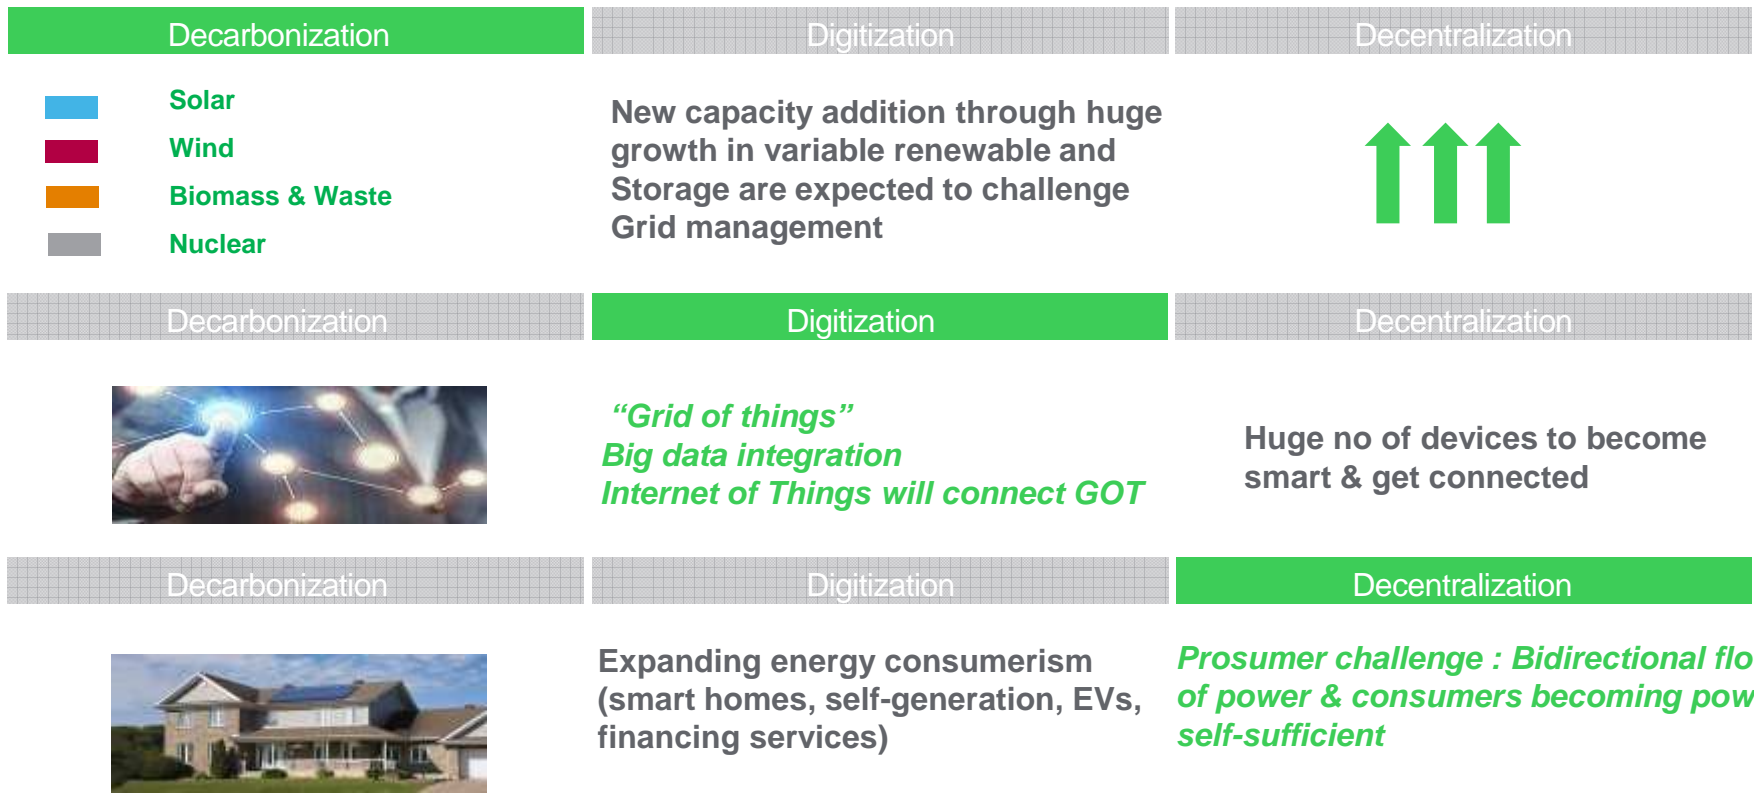 Decarbonization
Digitization
Decentralization
Solar
Wind
Biomass & Waste
Nuclear
New capacity addition through huge
growth in variable renewable and
Storage are expected to challenge
Grid management
Decarbonization
Digitization
Decentralization
“Grid of things”
Big data integration
Internet of Things will connect GOT
Huge no of devices to become
smart & get connected
Decarbonization
Digitization
Decentralization
Expanding energy consumerism
(smart homes, self-generation, EVs,
financing services)
Prosumer challenge : Bidirectional flo
of power & consumers becoming pow
self-sufficient